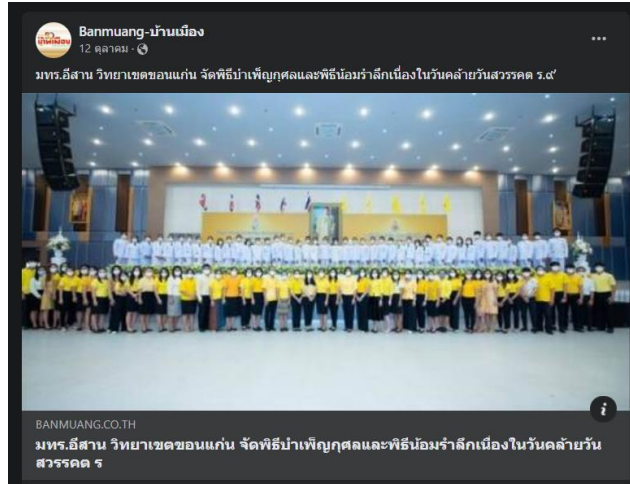 บ้านเมือง
Banmuang-บ้านเมือง
12 ตุลาคม
มทร.อีสาน วิทยาเขตขอนแก่น จัดพิธีบำเพ็ญกุศลและพิธีน้อมรำลึกเนื่องในวันคล้ายวันสวรรคต ร.๙
BANMUANG.CO.TH
มทร.อีสาน วิทยาเขตขอนแก่น จัดพิธีบำเพ็ญกุศลและพิธีน้อมรำลึกเนื่องในวันคล้ายวัน
สวรรคต ร